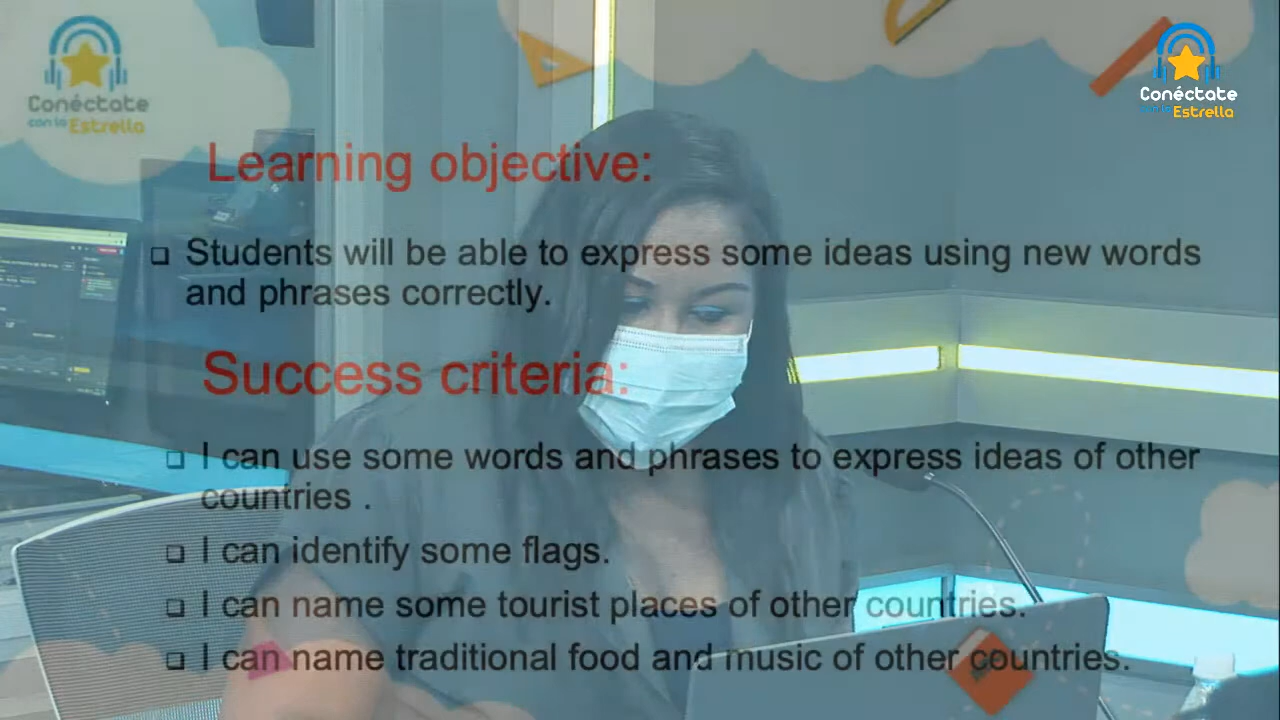 Conéctate
con la Estrella
Conéctate
con la Estrella
Learning objective:
❑ Students will be able to express some ideas using new words
and phrases correctly.
Success criteria:
❑ I can use some words and phrases to express ideas of other
countries .
❑ I can identify some flags.
❑ I can name some tourist places of other countries.
❑ I can name traditional food and music of other countries.